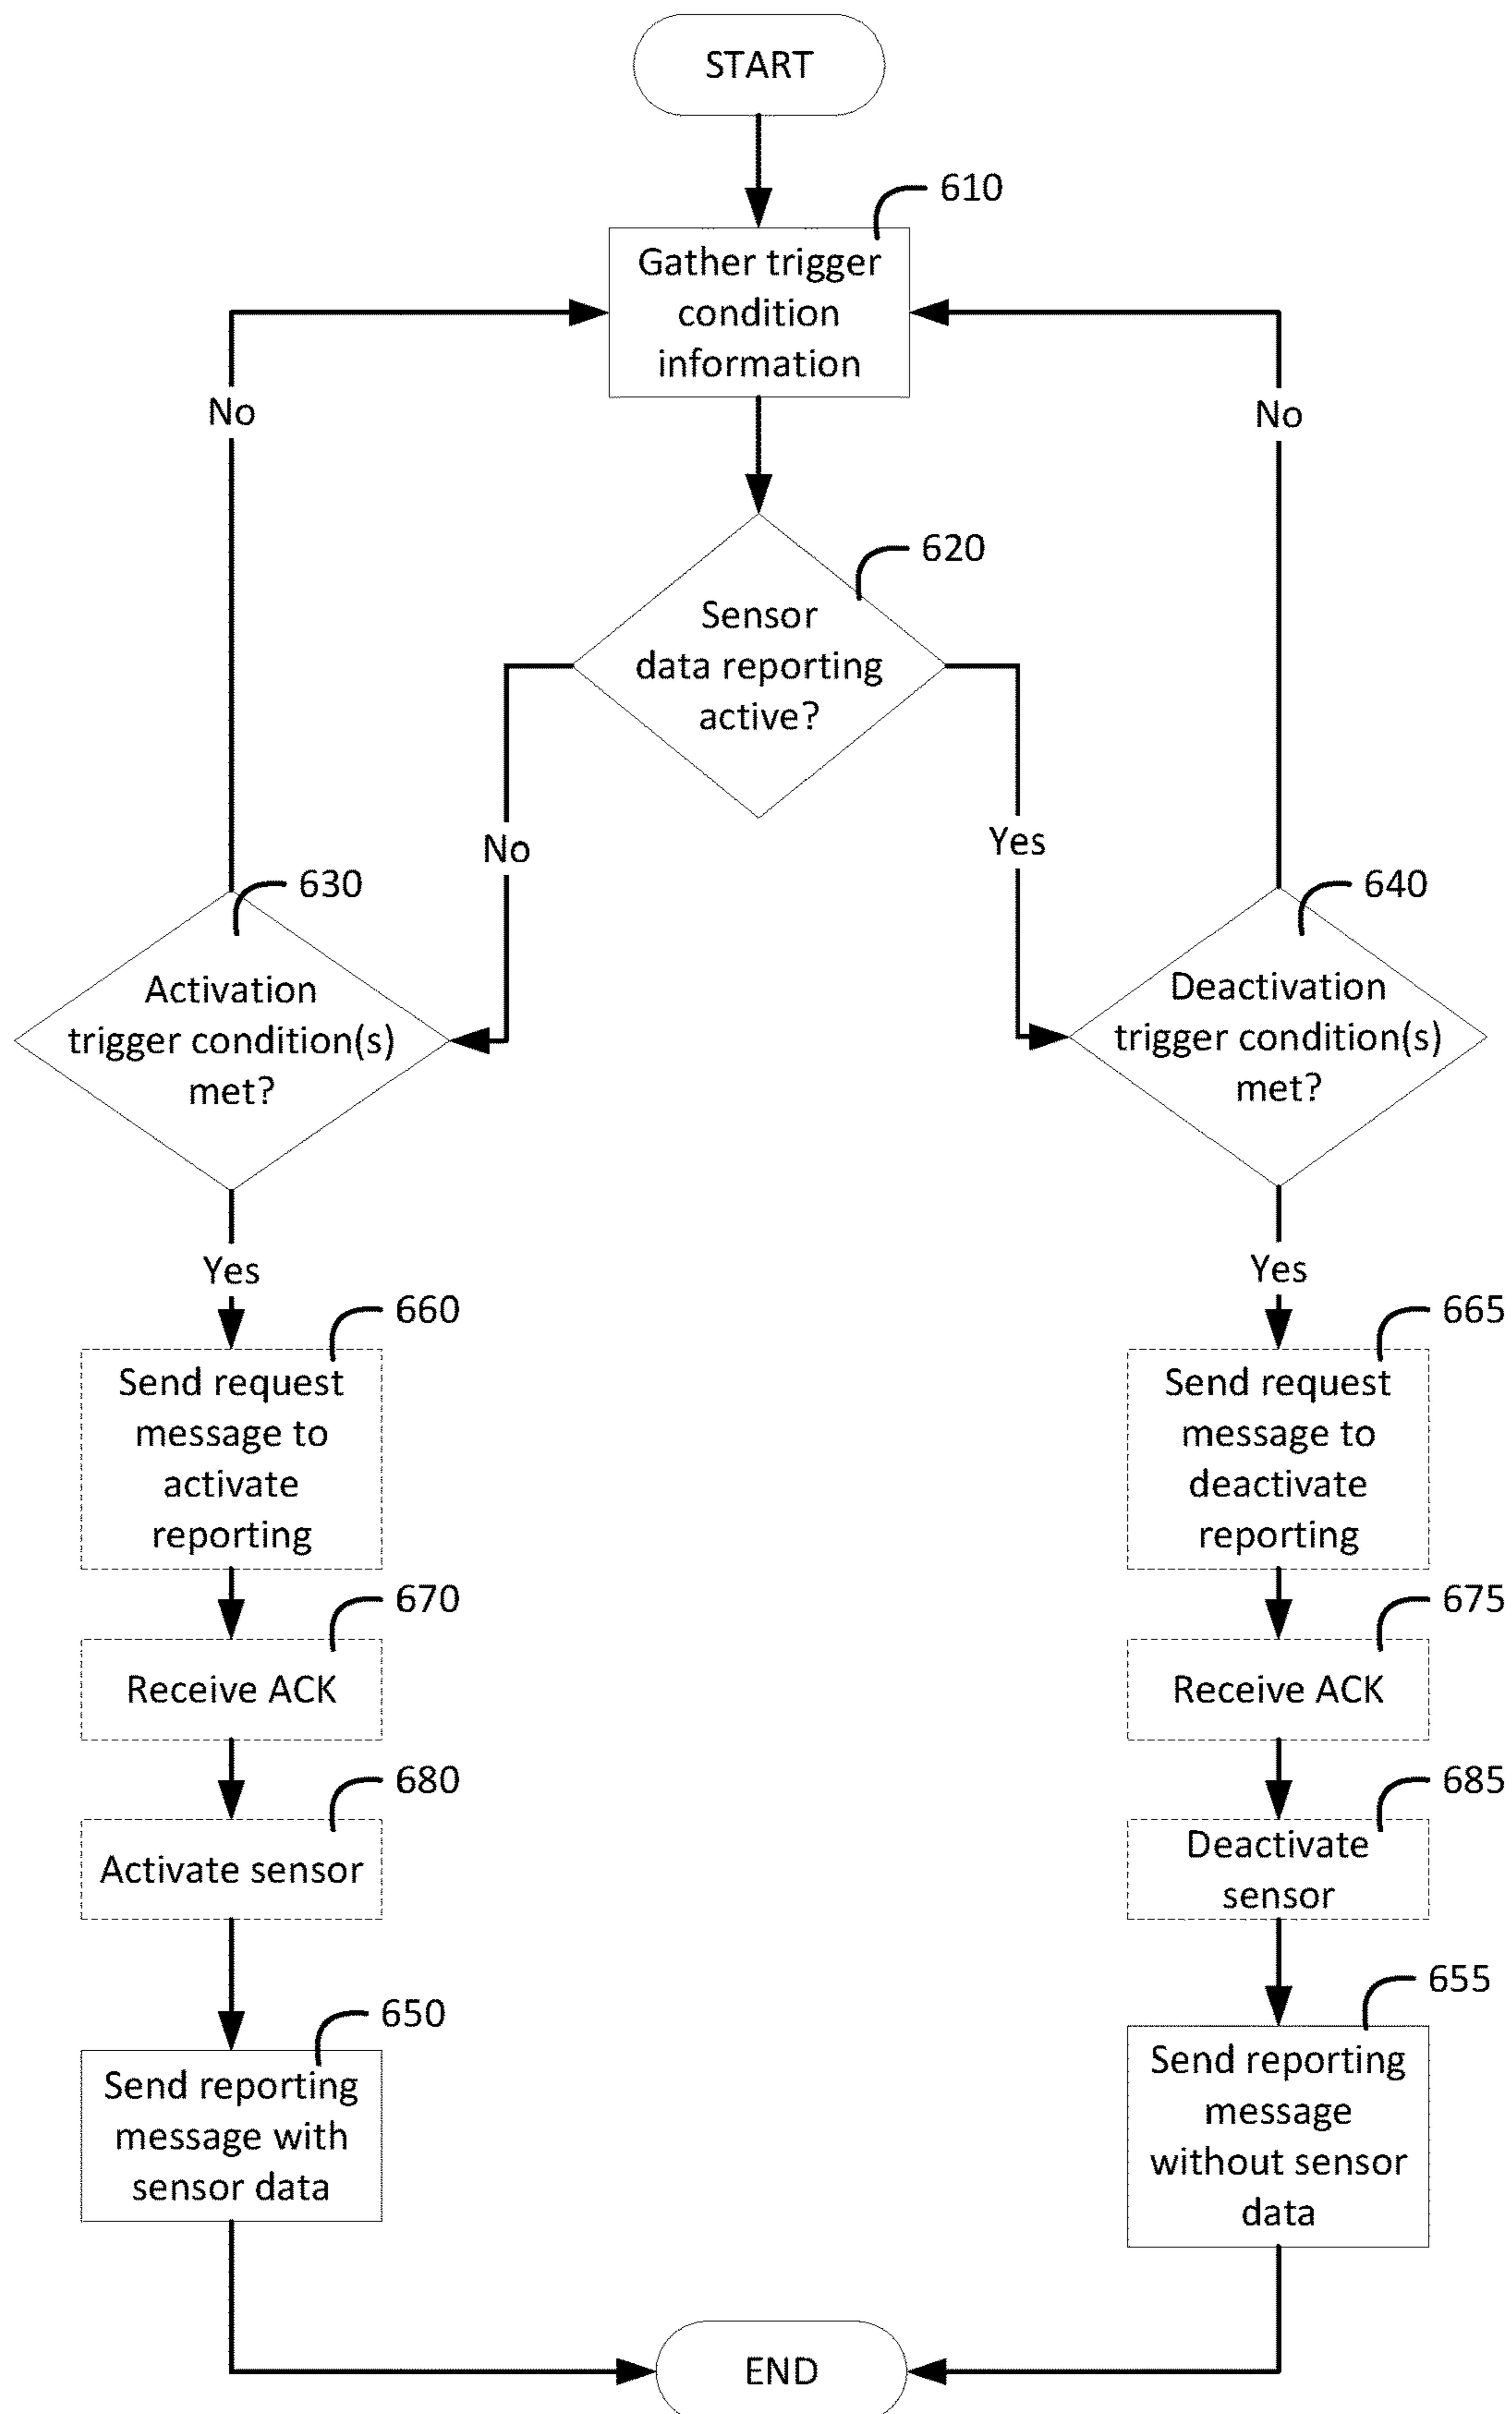 START
610
Gather trigger
condition
information
No
No
620
Sensor
data reporting
active?
No
Yes
630
Activation
trigger condition(s)
met?
640
Deactivation
trigger condition(s)
met?
Yes
Yes
660
Send request
message to
activate
reporting
665
Send request
message to
deactivate
reporting
670
Receive ACK
675
Receive ACK
680
Activate sensor
685
Deactivate
sensor
650
Send reporting
message with
sensor data
655
Send reporting
message
without sensor
data
END